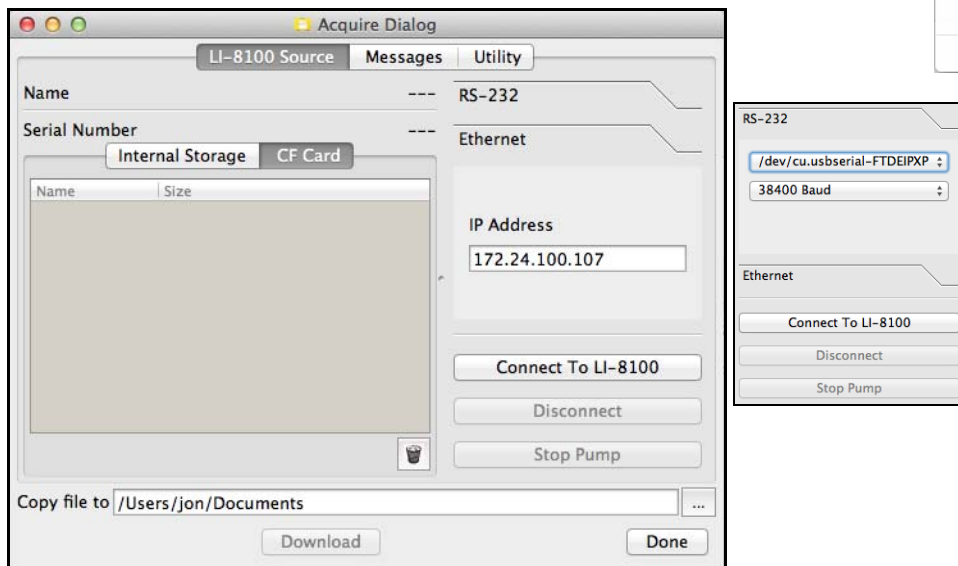 Acquire Dialog
LI-8100 Source Messages Utility
Name ---
Serial Number ---
Internal Storage CF Card
Name Size
RS-232
Ethernet
IP Address
172.24.100.107
Connect To LI-8100
Disconnect
Stop Pump
Copy file to /Users/jon/Documents ...
Download Done
RS-232
/dev/cu.usbserial-FTDEIPXP
38400 Baud
Ethernet
Connect To LI-8100
Disconnect
Stop Pump